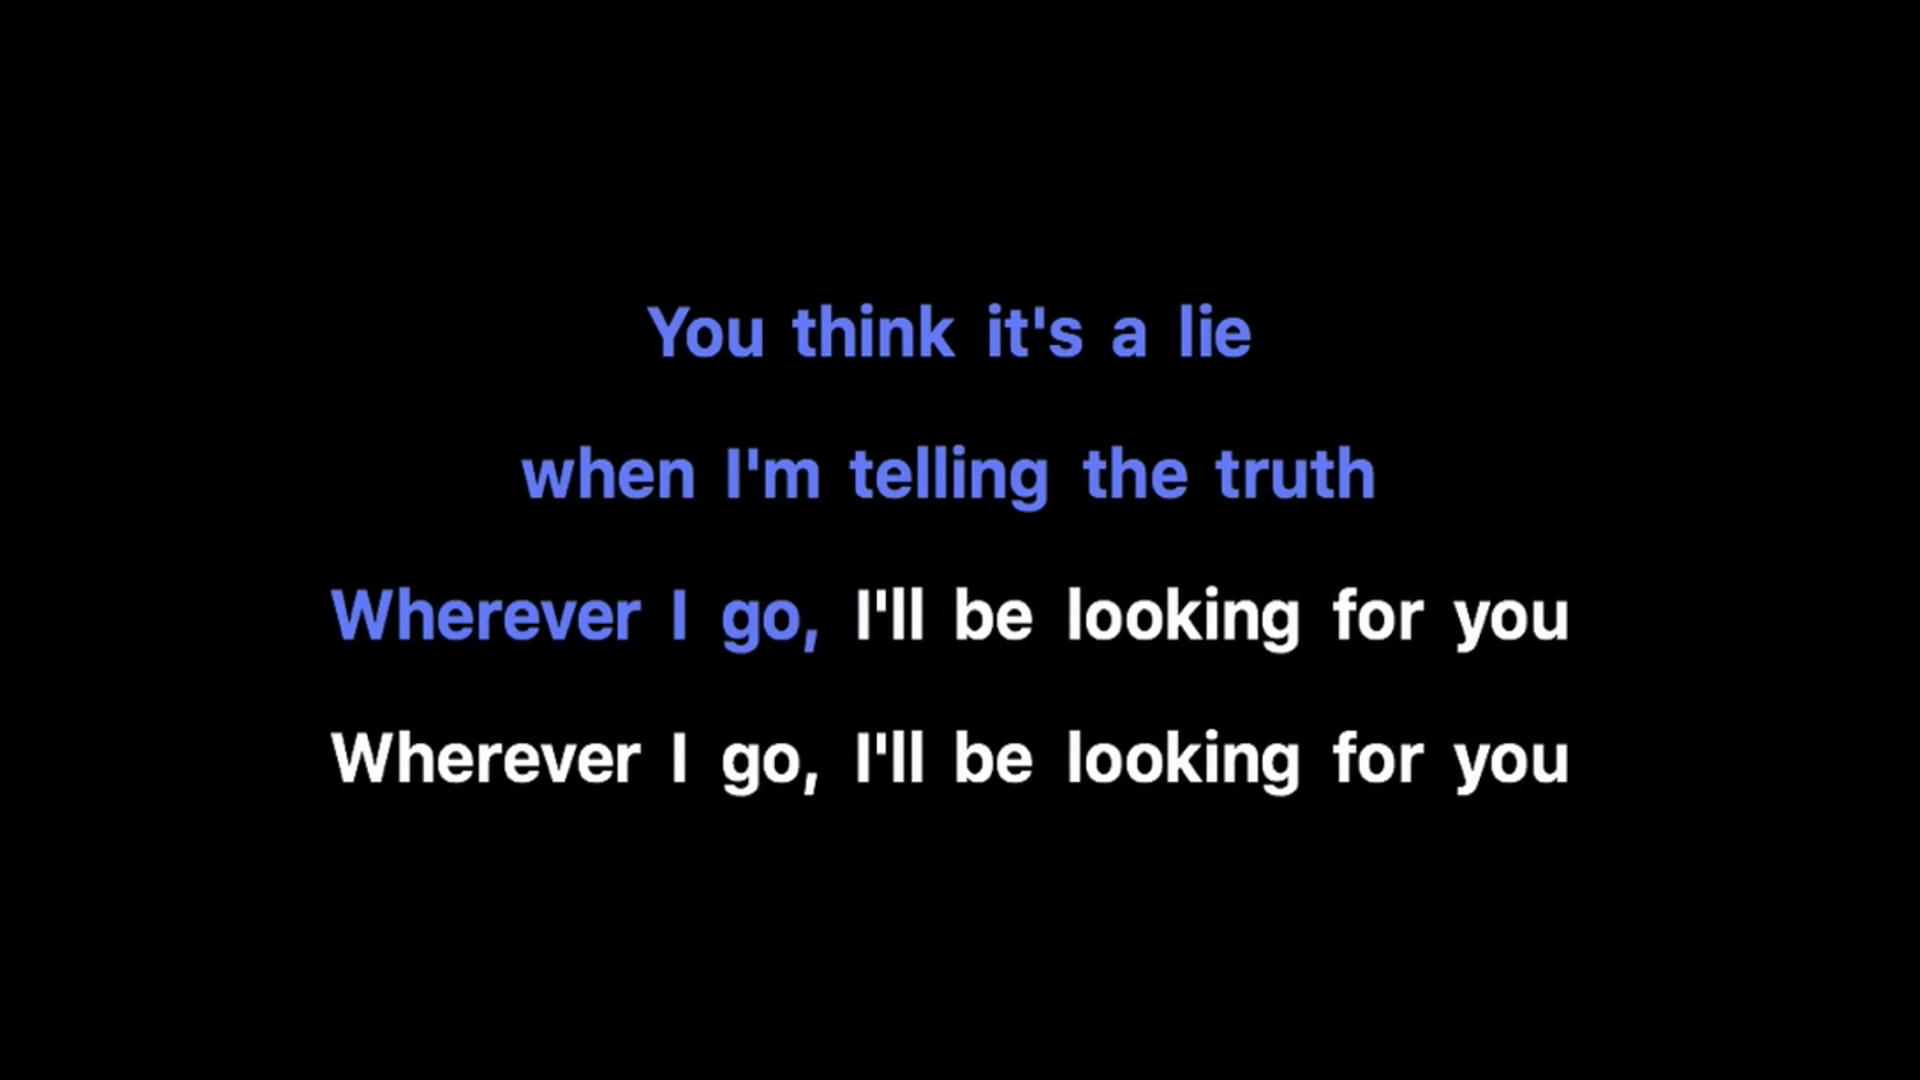 You think it's a lie
when I'm telling the truth
Wherever I go, I'll be looking for you
Wherever I go, I'll be looking for you